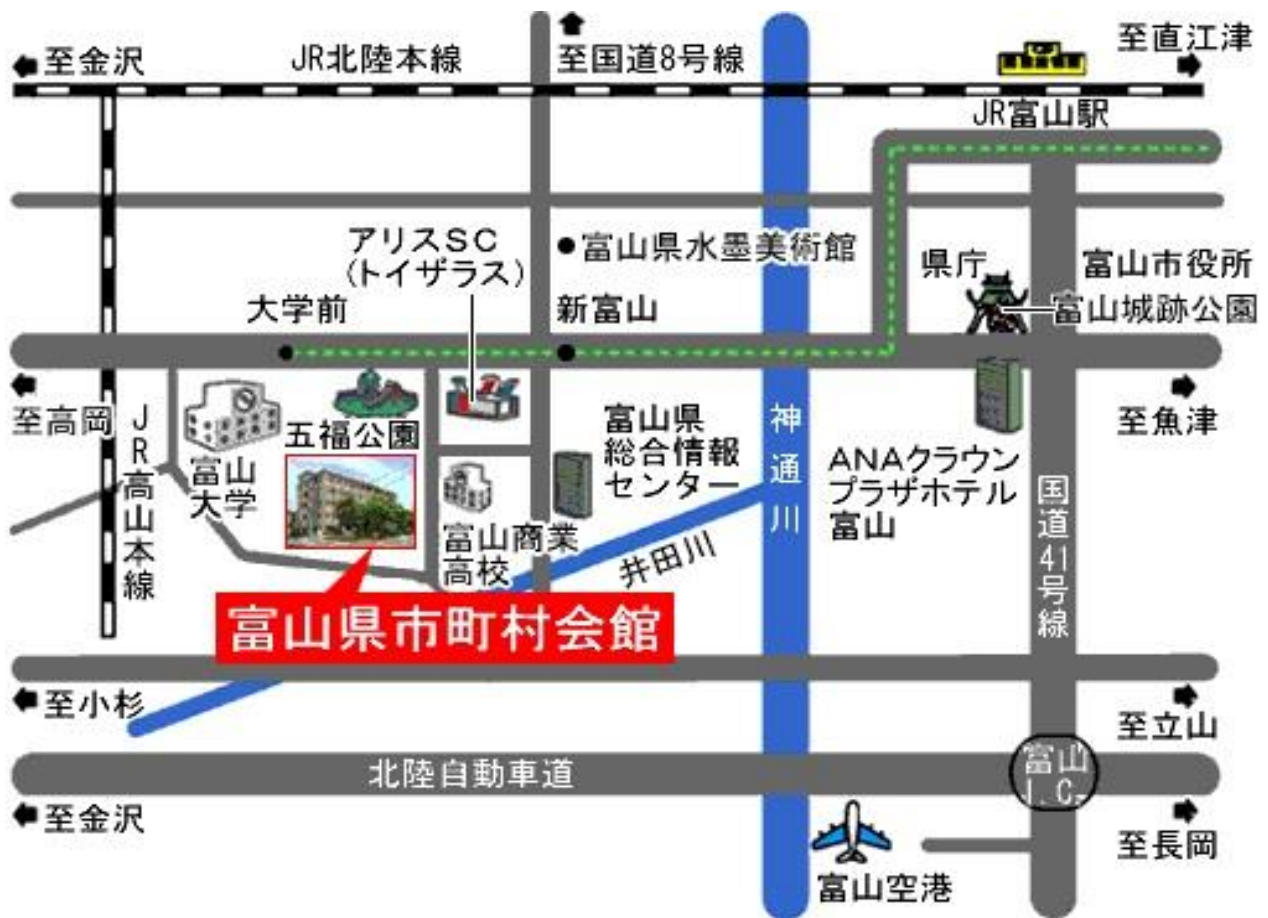 至金沢
JR北陸本線
至国道8号線
至直江津
JR富山駅
アリスSC
(トイザラス)
富山県水墨美術館
県庁
富山市役所
大学前
新富山
富山城跡公園
至高岡
JR高山本線
富山
大学
五福公園
富山県
総合情報
センター
神通川
ANAクラウン
プラザホテル
富山
至魚津
国道41号線
富山商業
高校
井田川
富山県市町村会館
至小杉
至立山
北陸自動車道
富山
I.C.
至金沢
至長岡
富山空港